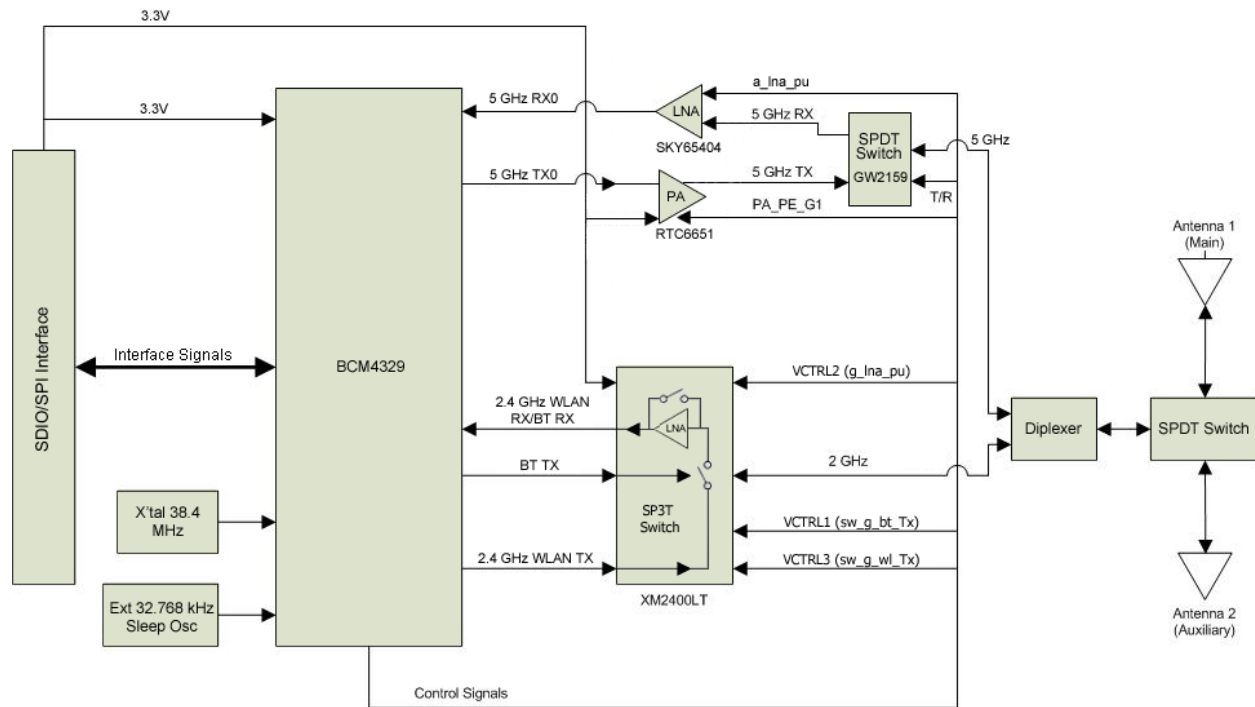 3.3V
3.3V
SDIO/SPI Interface
Interface Signals
X'tal 38.4
MHz
Ext 32.768 kHz
Sleep Osc
BCM4329
5 GHz RX0
5 GHz TX0
LNA
SKY65404
PA
RTC6651
a_lna_pu
5 GHz RX
5 GHz TX
PA_PE_G1
SPDT
Switch
GW2159
5 GHz
T/R
2.4 GHz WLAN
RX/BT RX
BT TX
2.4 GHz WLAN TX
LNA
SP3T
Switch
XM2400LT
VCTRL2 (g_lna_pu)
2 GHz
VCTRL1 (sw_g_bt_Tx)
VCTRL3 (sw_g_wl_Tx)
Control Signals
Diplexer
SPDT Switch
Antenna 1
(Main)
Antenna 2
(Auxiliary)